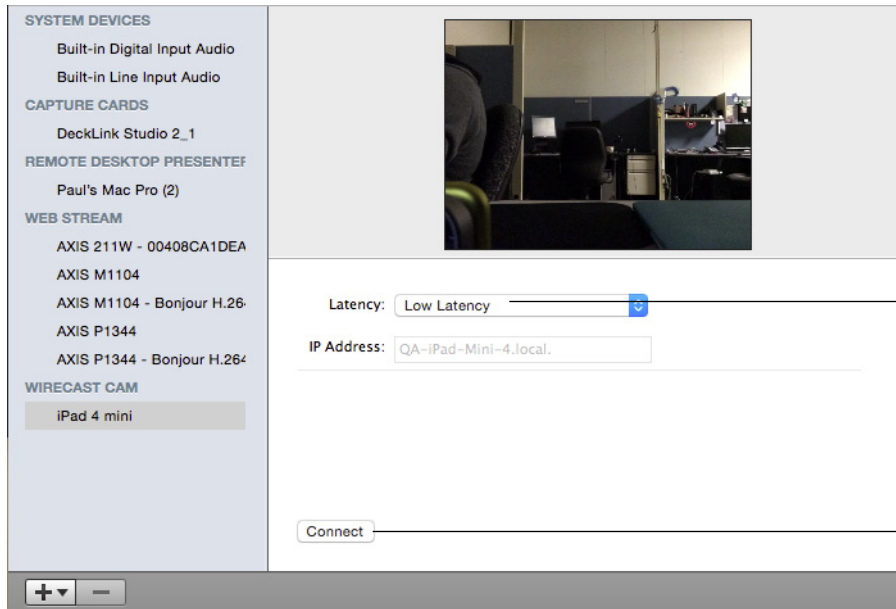 SYSTEM DEVICES
Built-in Digital Input Audio
Built-in Line Input Audio
CAPTURE CARDS
DeckLink Studio 2_1
REMOTE DESKTOP PRESENTER
Paul's Mac Pro (2)
WEB STREAM
AXIS 211W - 00408CA1DEA
AXIS M1104
AXIS M1104 - Bonjour H.26
AXIS P1344
AXIS P1344 - Bonjour H.264
WIRECAST CAM
iPad 4 mini
Latency: Low Latency
IP Address: QA-iPad-Mini-4.local.
Connect